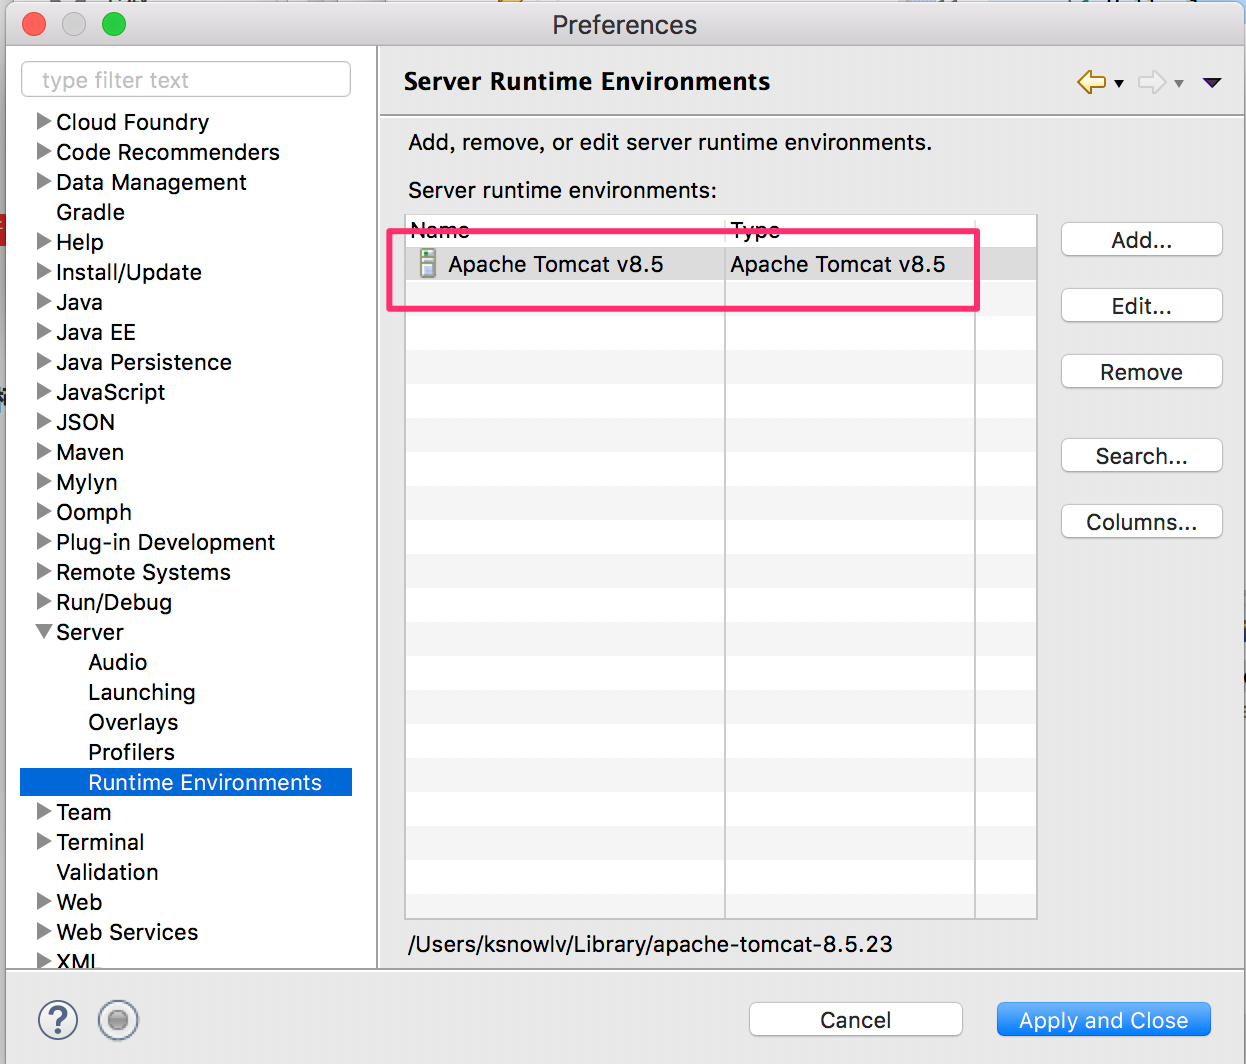 Preferences
type filter text
Cloud Foundry
Code Recommenders
Data Management
Gradle
Help
Install/Update
Java
Java EE
Java Persistence
JavaScript
JSON
Maven
Mylyn
Oomph
Plug-in Development
Remote Systems
Run/Debug
Server
Audio
Launching
Overlays
Profilers
Runtime Environments
Team
Terminal
Validation
Web
Web Services
XML
Server Runtime Environments
Add, remove, or edit server runtime environments.
Server runtime environments:
Name Type
Apache Tomcat v8.5 Apache Tomcat v8.5
Add...
Edit...
Remove
Search...
Columns...
/Users/ksnowlv/Library/apache-tomcat-8.5.23
?
Cancel
Apply and Close